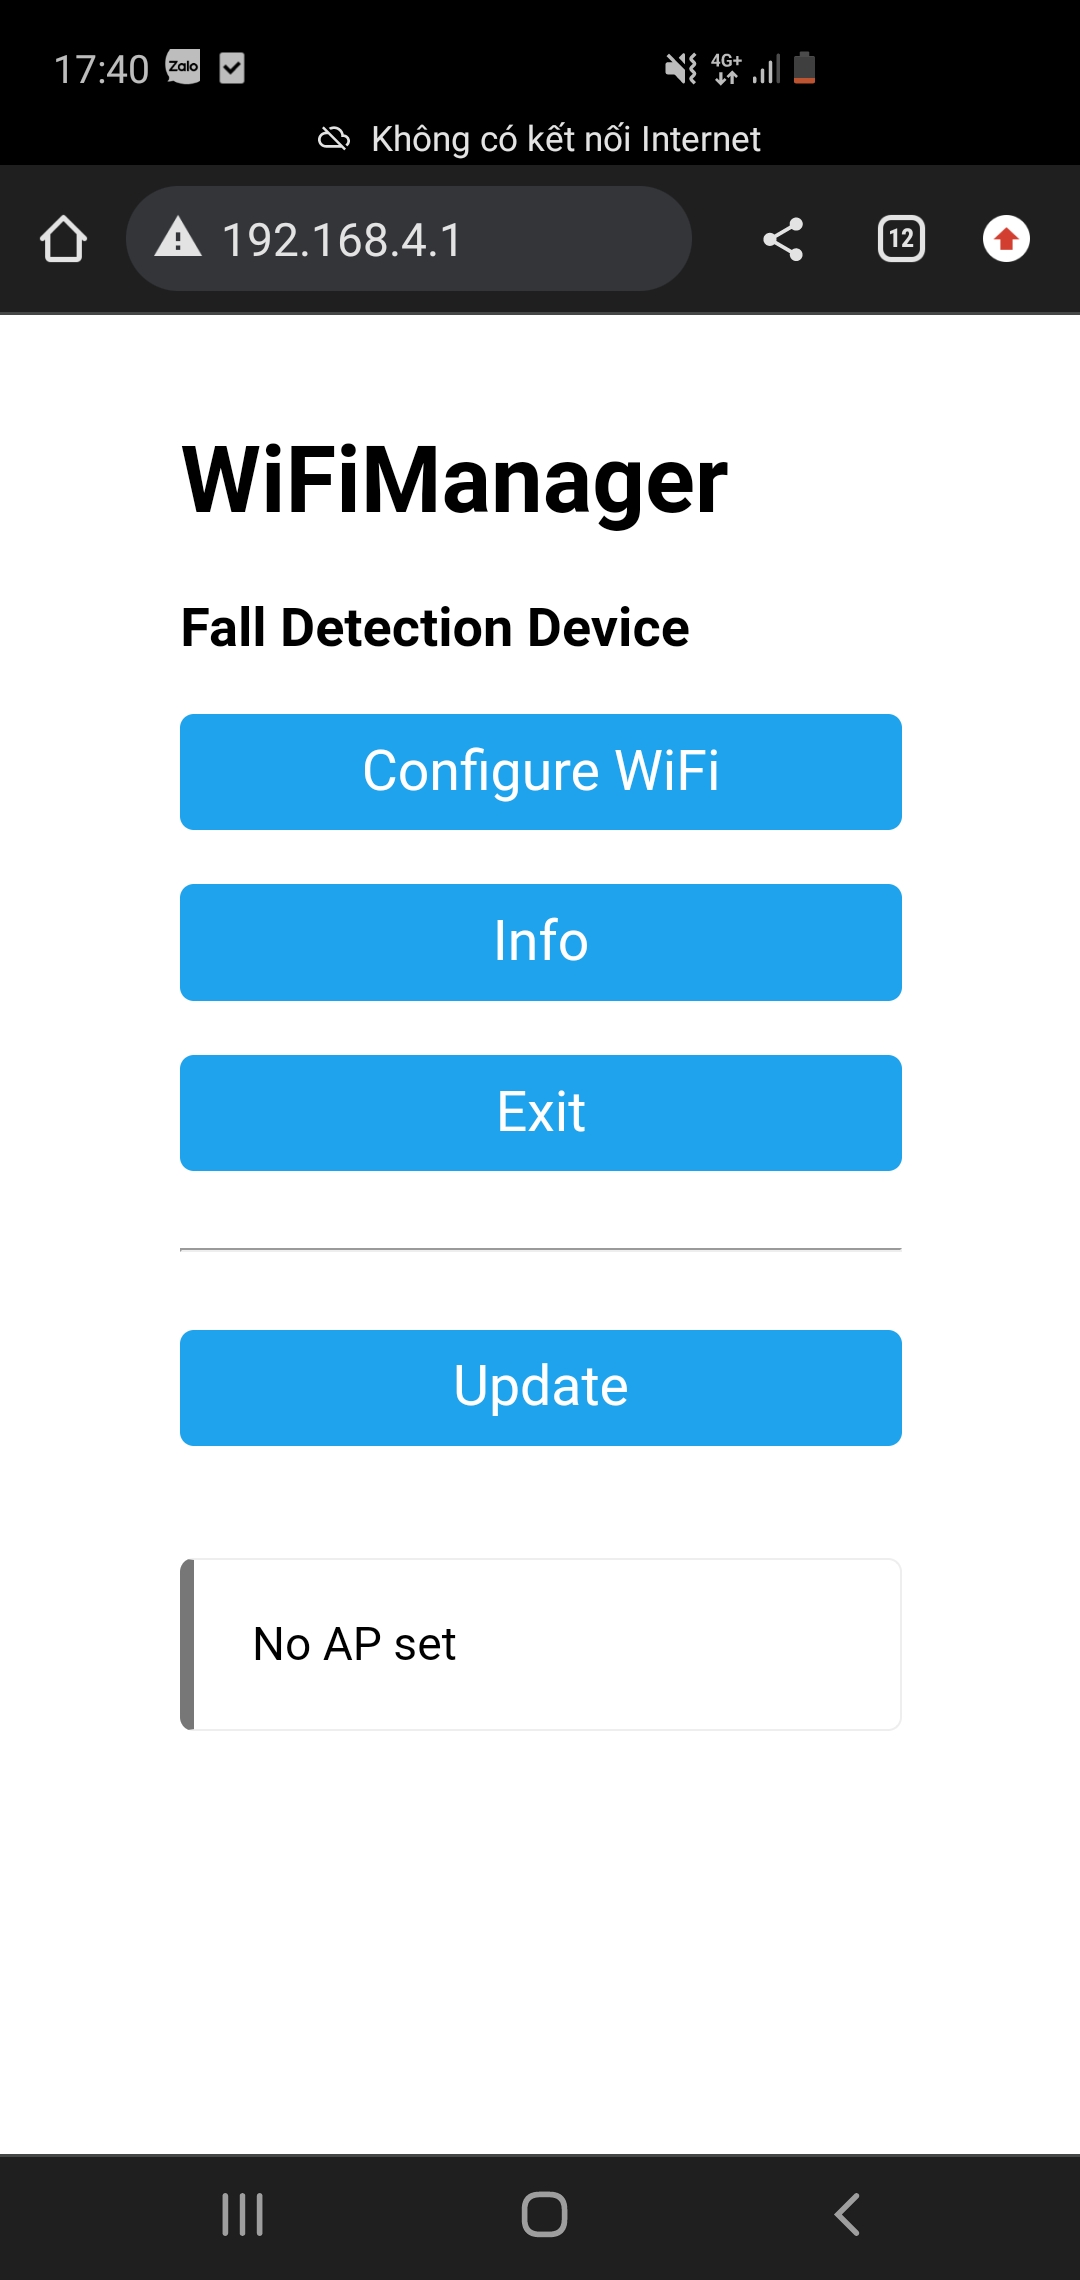 17:40 Zalo 4G+
Không có kết nối Internet
192.168.4.1 12
WiFiManager
Fall Detection Device
Configure WiFi
Info
Exit
Update
No AP set